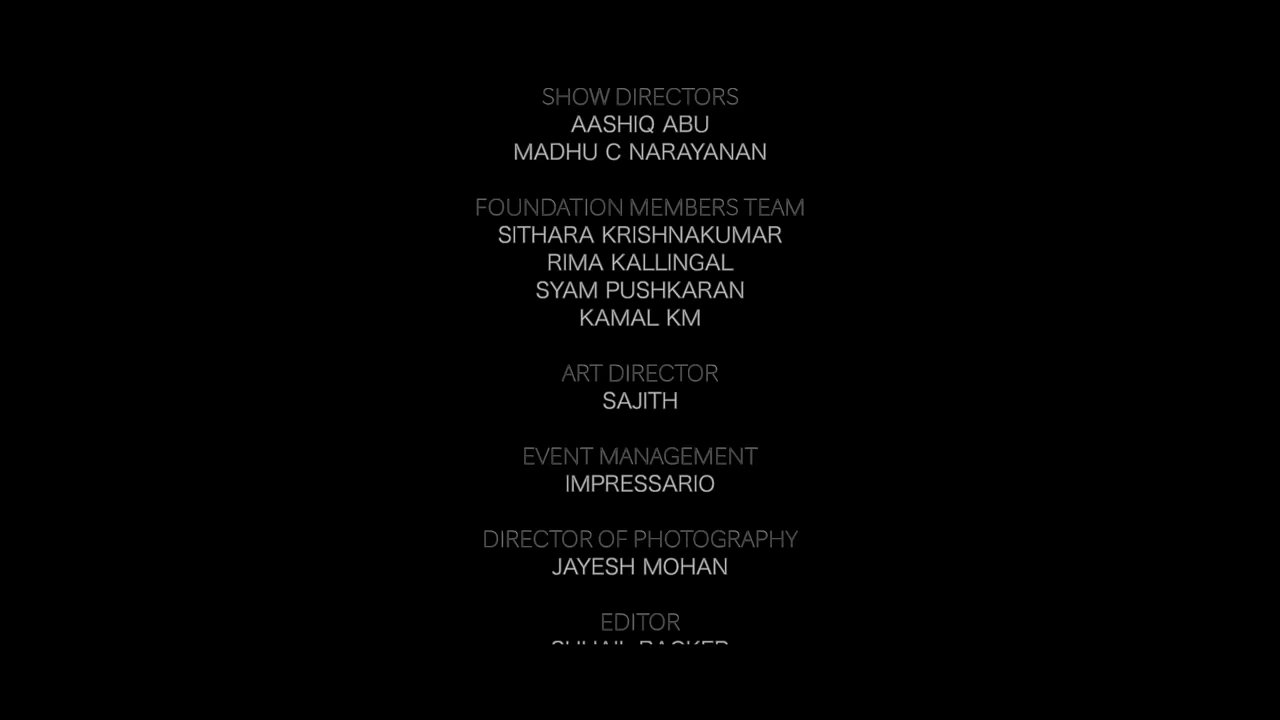 SHOW DIRECTORS
AASHIQ ABU
MADHU C NARAYANAN
FOUNDATION MEMBERS TEAM
SITHARA KRISHNAKUMAR
RIMA KALLINGAL
SYAM PUSHKARAN
KAMAL KM
ART DIRECTOR
SAJITH
EVENT MANAGEMENT
IMPRESSARIO
DIRECTOR OF PHOTOGRAPHY
JAYESH MOHAN
EDITOR